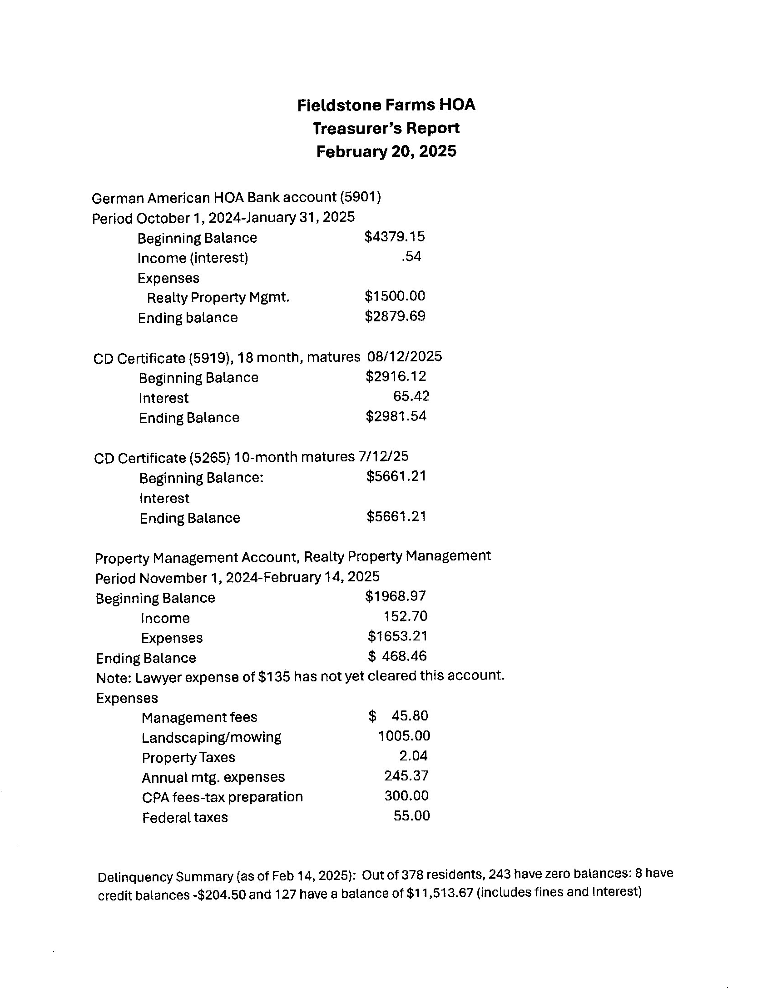 Fieldstone Farms HOA
Treasurer's Report
February 20, 2025
German American HOA Bank account (5901)
Period October 1, 2024-January 31, 2025
Beginning Balance $4379.15
Income (interest) .54
Expenses
Realty Property Mgmt. $1500.00
Ending balance $2879.69
CD Certificate (5919), 18 month, matures 08/12/2025
Beginning Balance $2916.12
Interest 65.42
Ending Balance $2981.54
CD Certificate (5265) 10-month matures 7/12/25
Beginning Balance: $5661.21
Interest
Ending Balance $5661.21
Property Management Account, Realty Property Management
Period November 1, 2024-February 14, 2025
Beginning Balance $1968.97
Income 152.70
Expenses $1653.21
Ending Balance $ 468.46
Note: Lawyer expense of $135 has not yet cleared this account.
Expenses
Management fees $ 45.80
Landscaping/mowing 1005.00
Property Taxes 2.04
Annual mtg. expenses 245.37
CPA fees-tax preparation 300.00
Federal taxes 55.00
Delinquency Summary (as of Feb 14, 2025): Out of 378 residents, 243 have zero balances: 8 have
credit balances -$204.50 and 127 have a balance of $11,513.67 (includes fines and Interest)